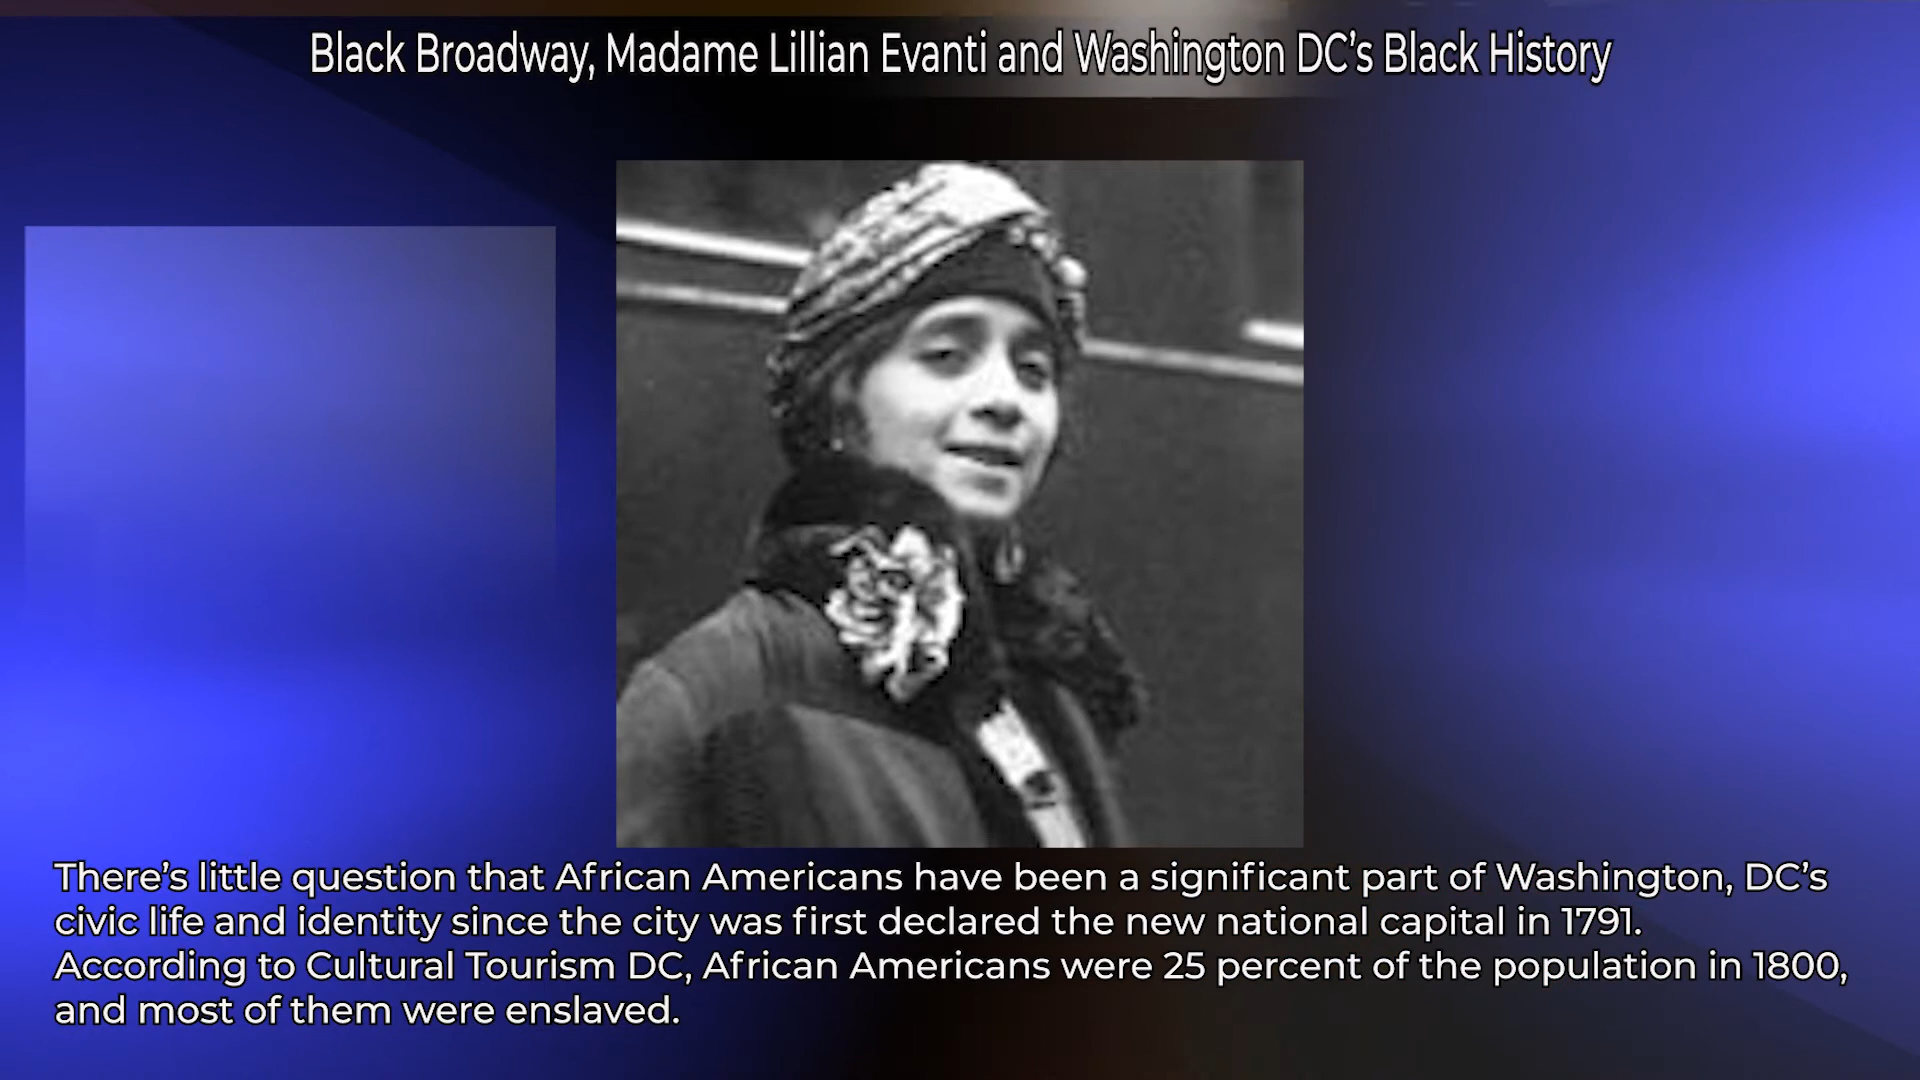 Black Broadway, Madame Lillian Evanti and Washington DC’s Black History
There’s little question that African Americans have been a significant part of Washington, DC’s
civic life and identity since the city was first declared the new national capital in 1791.
According to Cultural Tourism DC, African Americans were 25 percent of the population in 1800,
and most of them were enslaved.